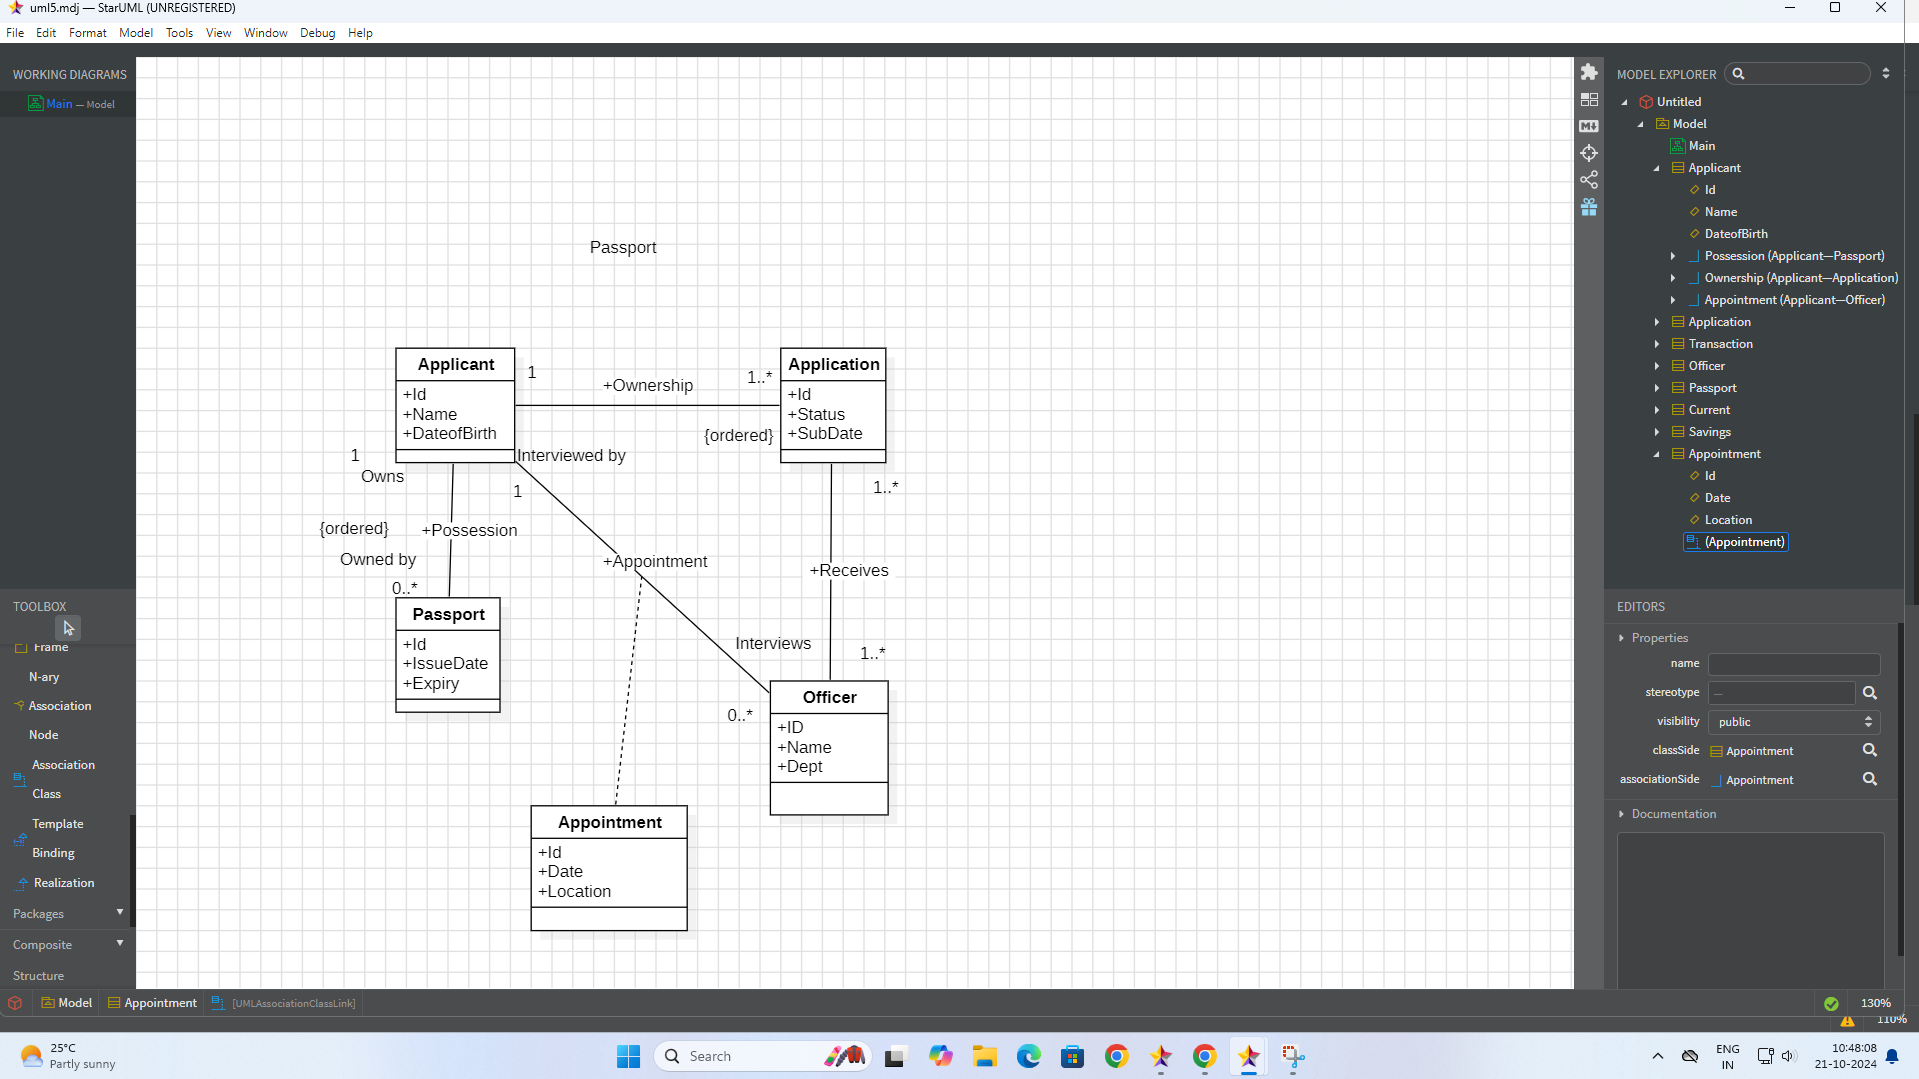 uml5.mdj — StarUML (UNREGISTERED)
File Edit Format Model Tools View Window Debug Help
WORKING DIAGRAMS
Main — Model
TOOLBOX
Frame
N-ary
Association
Node
Association
Class
Template
Binding
Realization
Packages
Composite
Structure
Passport
Applicant
+Id
+Name
+DateofBirth
1
+Ownership
1..*
{ordered}
Application
+Id
+Status
+SubDate
1
Owns
Interviewed by
1
1..*
{ordered}
+Possession
Owned by
0..*
+Appointment
+Receives
Passport
+Id
+IssueDate
+Expiry
Interviews
1..*
0..*
Officer
+ID
+Name
+Dept
Appointment
+Id
+Date
+Location
M+
MODEL EXPLORER
Untitled
Model
Main
Applicant
Id
Name
DateofBirth
Possession (Applicant—Passport)
Ownership (Applicant—Application)
Appointment (Applicant—Officer)
Application
Transaction
Officer
Passport
Current
Savings
Appointment
Id
Date
Location
(Appointment)
EDITORS
Properties
name
stereotype —
visibility public
classSide Appointment
associationSide Appointment
Documentation
Model Appointment [UMLAssociationClassLink]
130%
110%
25°C
Partly sunny
Search
ENG
IN
10:48:08
21-10-2024